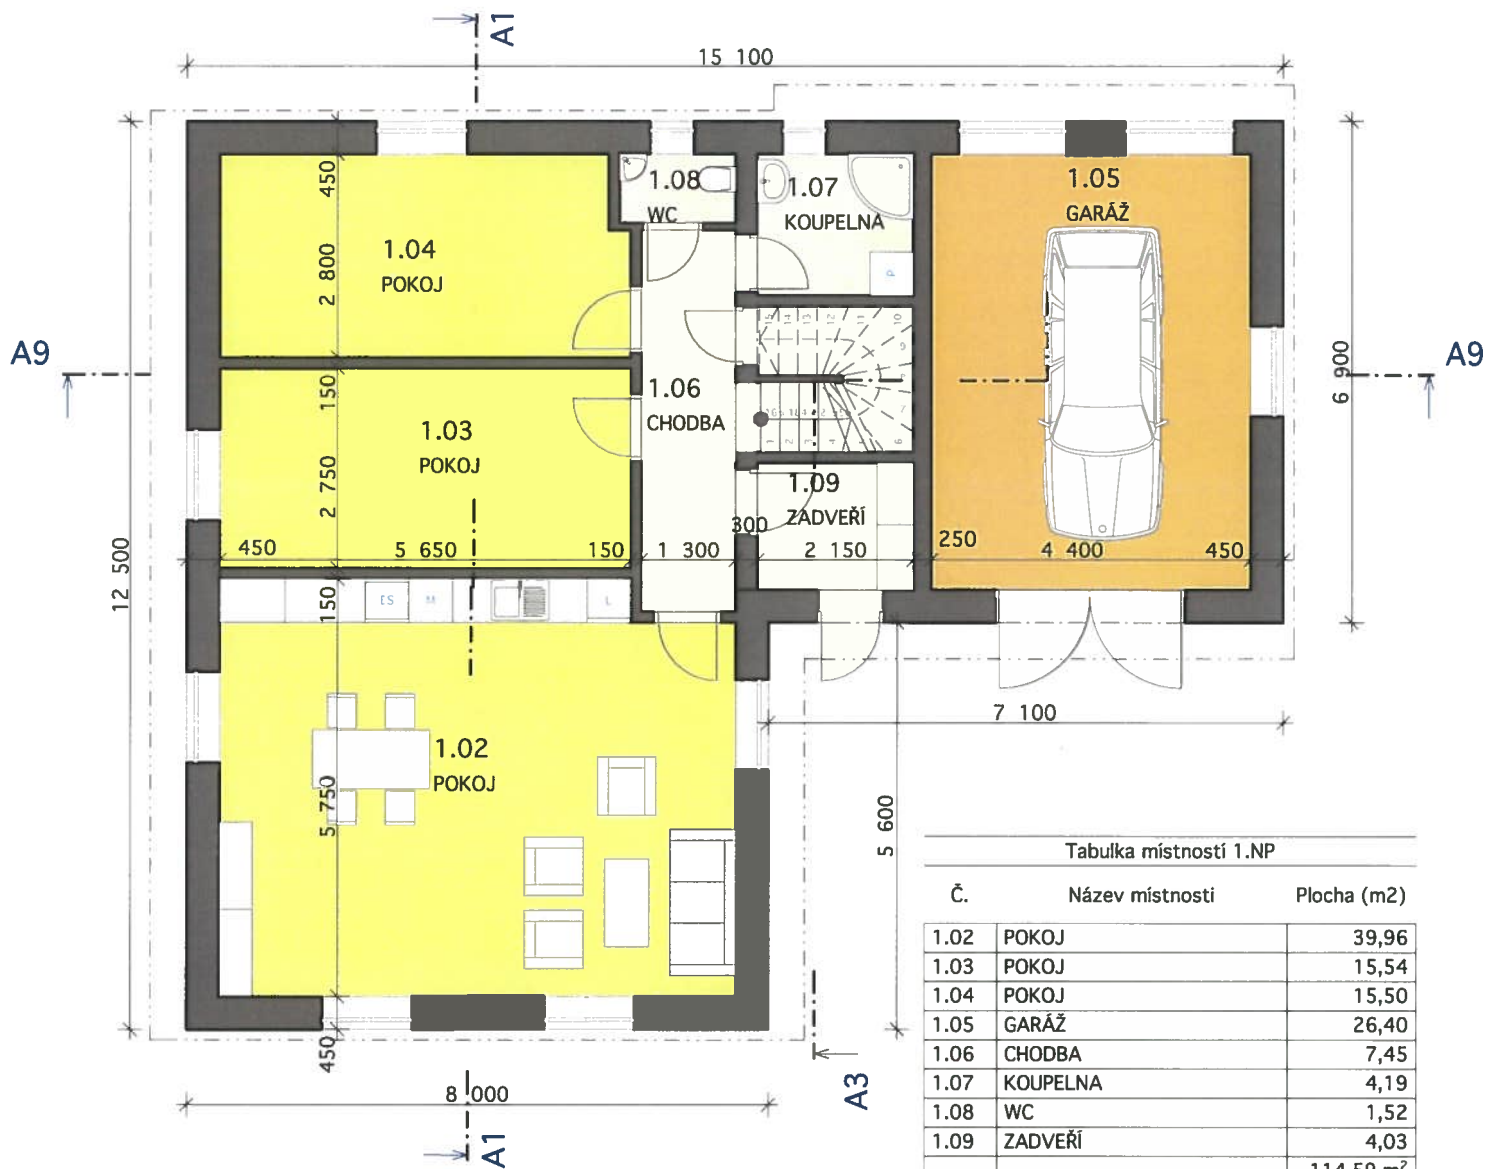 A1
15 100
450
1.04
POKOJ
2 800
1.08
WC
1.07
KOUPELNA
P
1.05
GARÁŽ
A9
A9
6 900
150
1.03
POKOJ
2 750
1.06
CHODBA
1.09
ZADVEŘÍ
300
450
5 650
150
1 300
2 150
250
4 400
450
12 500
150
M
L
7 100
1.02
POKOJ
5 750
5 600
450
8 000
A1
A3
Tabulka místností 1.NP
Č. Název místnosti Plocha (m2)
1.02 POKOJ 39,96
1.03 POKOJ 15,54
1.04 POKOJ 15,50
1.05 GARÁŽ 26,40
1.06 CHODBA 7,45
1.07 KOUPELNA 4,19
1.08 WC 1,52
1.09 ZADVEŘÍ 4,03
114,59 m²